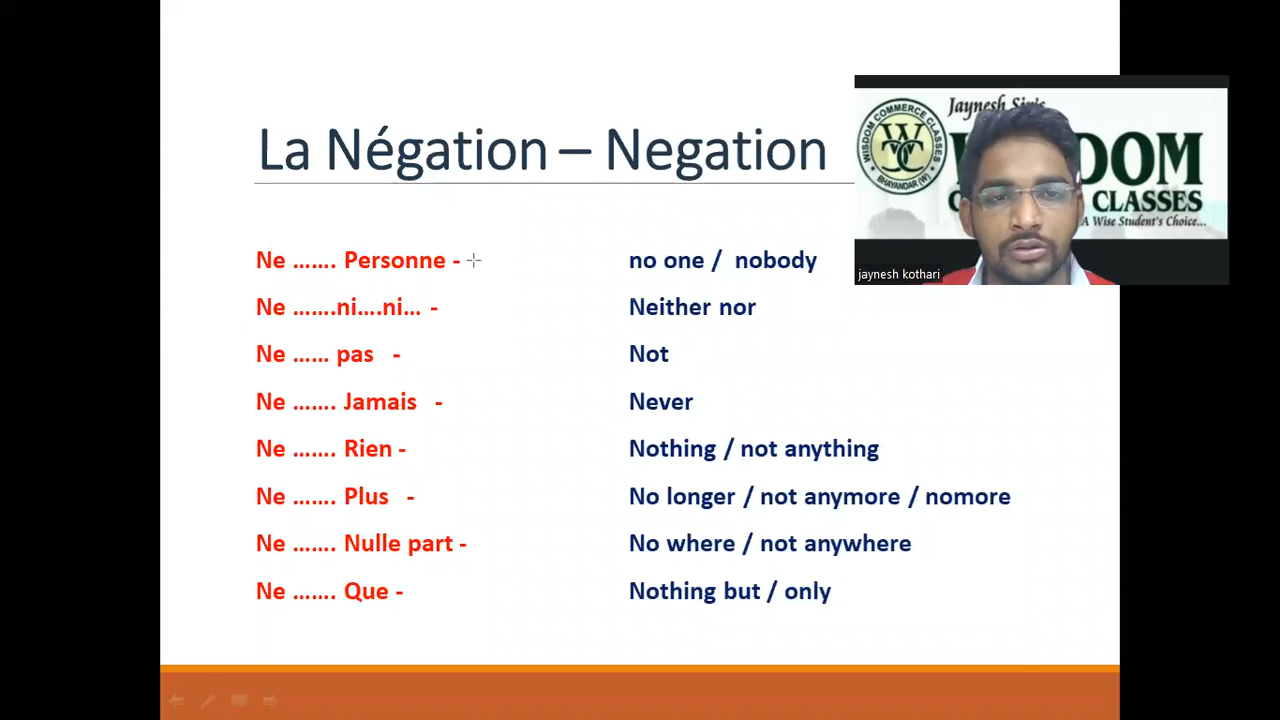 La Négation – Negation
Jaynesh Sir's
WISDOM COMMERCE CLASSES
WCC
BHAYANDAR (W)
CLASSES
A Wise Student's Choice...
jaynesh kothari
Ne ……. Personne - no one / nobody
Ne …….ni….ni… - Neither nor
Ne …… pas - Not
Ne ……. Jamais - Never
Ne ……. Rien - Nothing / not anything
Ne ……. Plus - No longer / not anymore / nomore
Ne ……. Nulle part - No where / not anywhere
Ne ……. Que - Nothing but / only